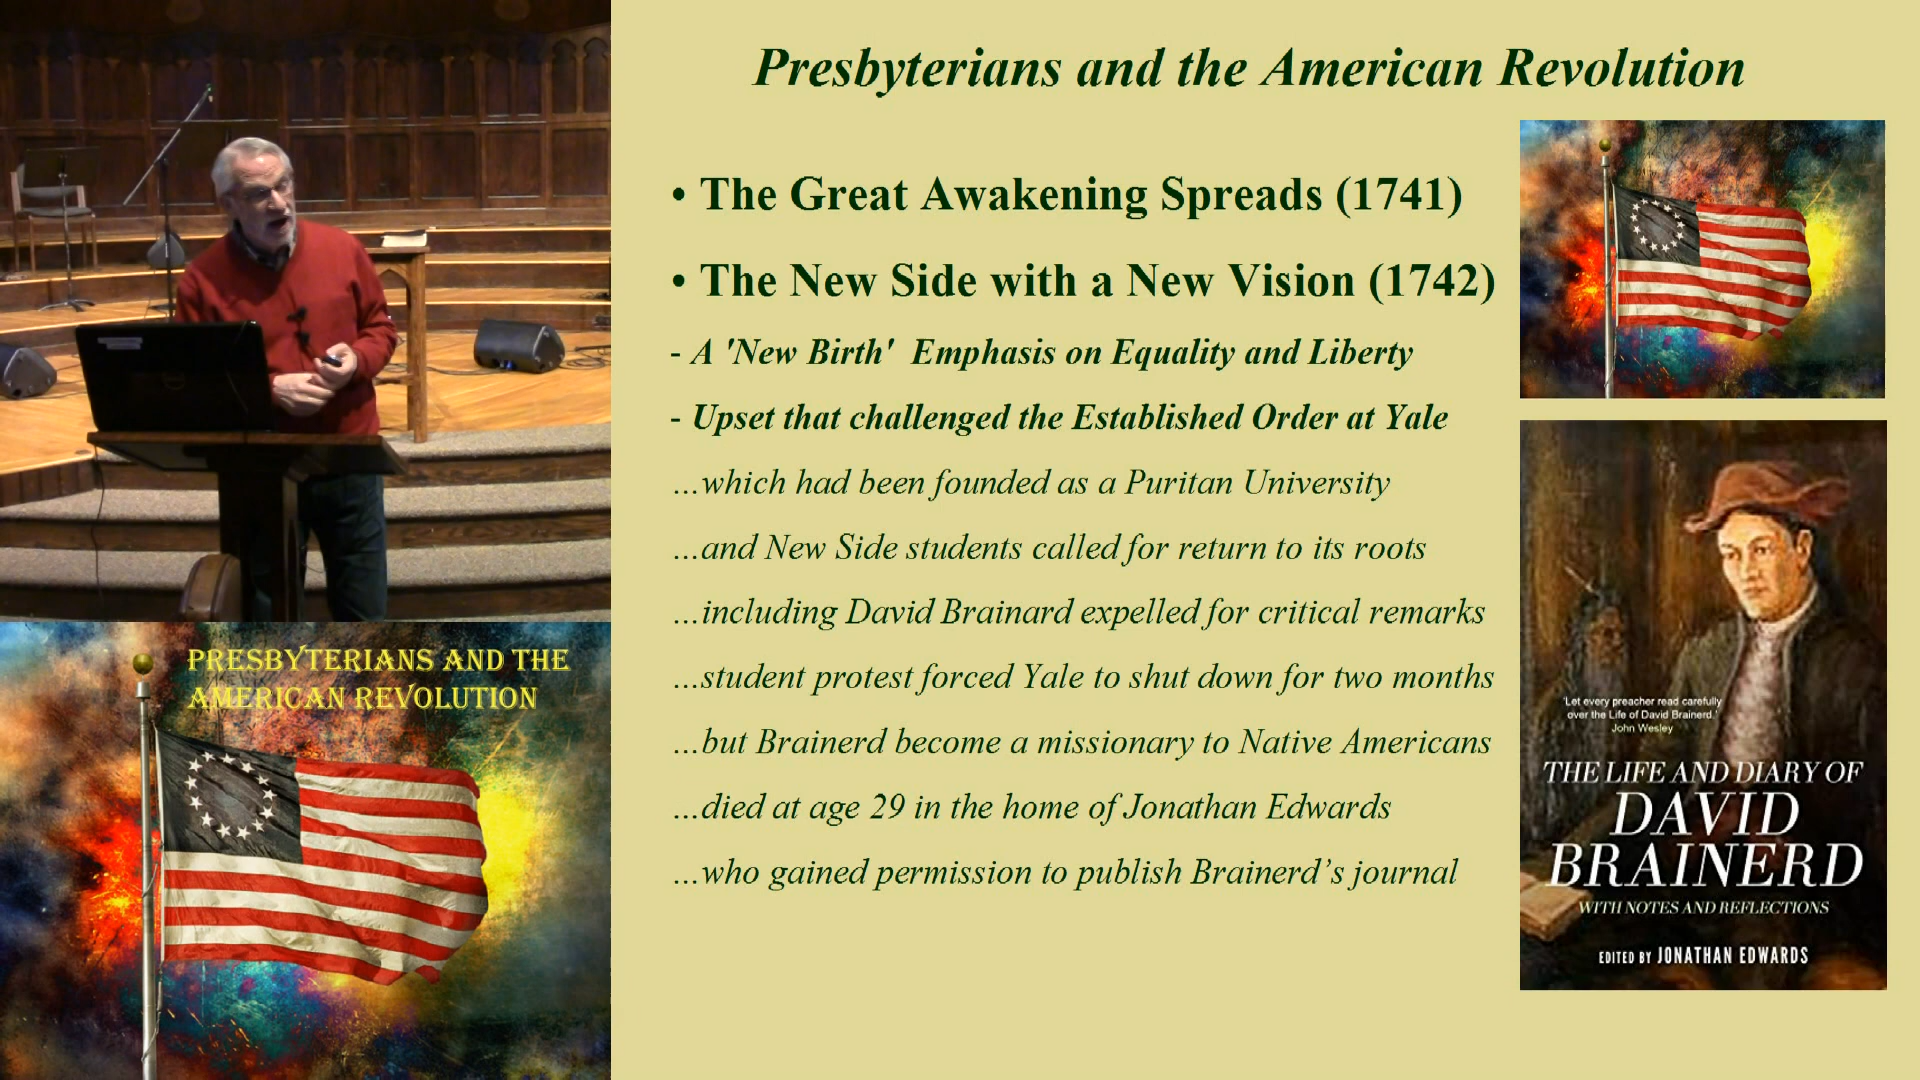 Presbyterians and the American Revolution
• The Great Awakening Spreads (1741)
• The New Side with a New Vision (1742)
- A 'New Birth' Emphasis on Equality and Liberty
- Upset that challenged the Established Order at Yale
...which had been founded as a Puritan University
...and New Side students called for return to its roots
...including David Brainard expelled for critical remarks
...student protest forced Yale to shut down for two months
...but Brainerd become a missionary to Native Americans
...died at age 29 in the home of Jonathan Edwards
...who gained permission to publish Brainerd's journal
'Let every preacher read carefully
over the Life of David Brainerd.'
John Wesley
THE LIFE AND DIARY OF
DAVID
BRAINERD
WITH NOTES AND REFLECTIONS
EDITED BY JONATHAN EDWARDS
PRESBYTERIANS AND THE
AMERICAN REVOLUTION